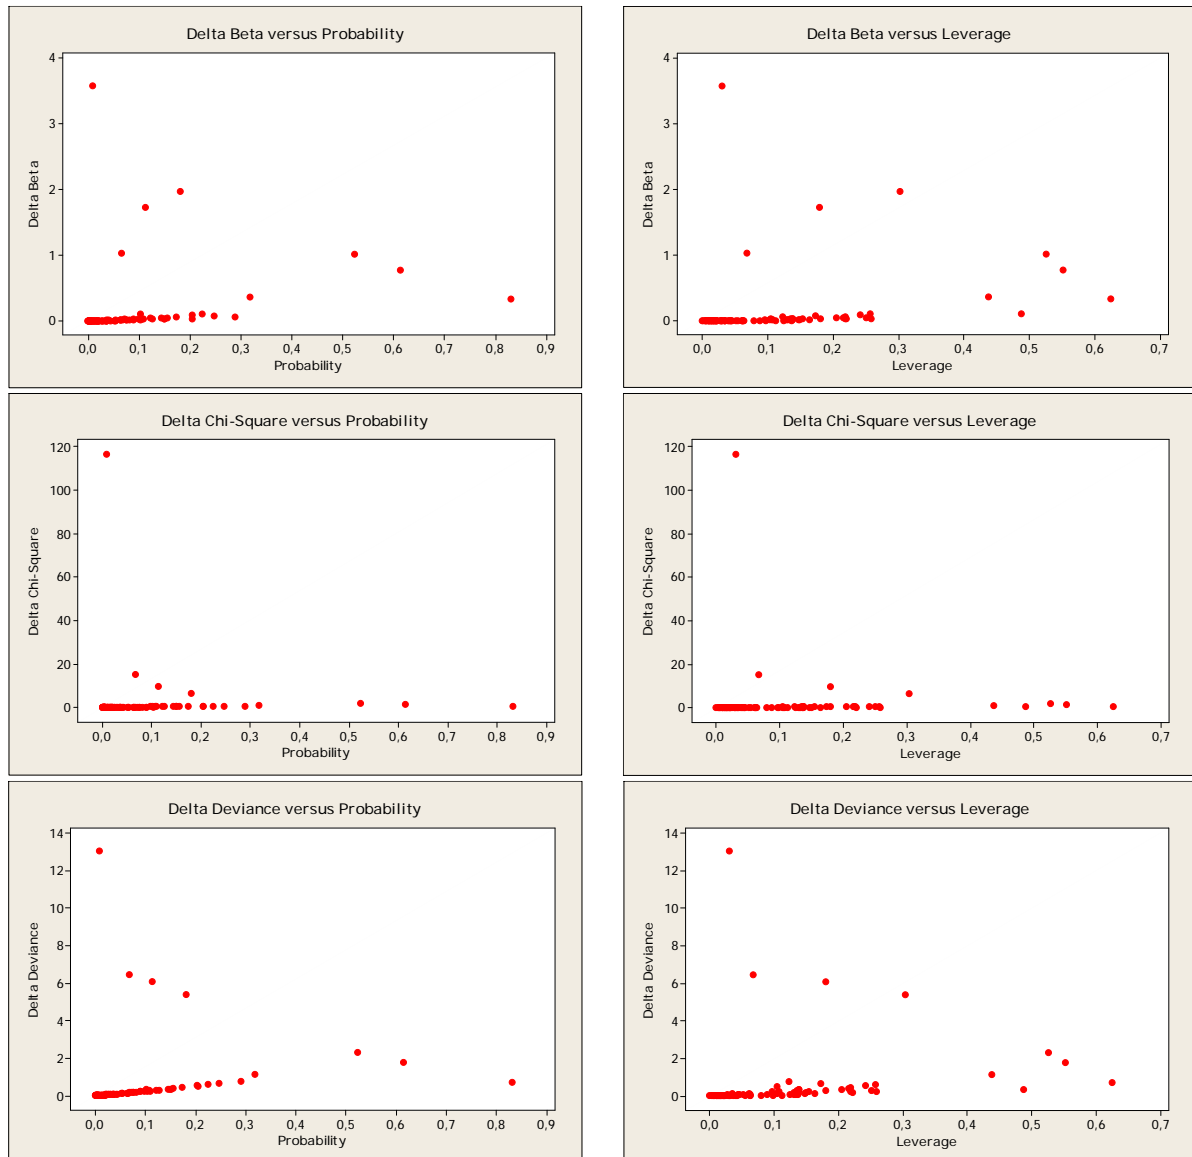 Delta Beta versus Probability
4
3
2
1
0
Delta Beta
0,0 0,1 0,2 0,3 0,4 0,5 0,6 0,7 0,8 0,9
Probability
Delta Beta versus Leverage
4
3
2
1
0
Delta Beta
0,0 0,1 0,2 0,3 0,4 0,5 0,6 0,7
Leverage
Delta Chi-Square versus Probability
120
100
80
60
40
20
0
Delta Chi-Square
0,0 0,1 0,2 0,3 0,4 0,5 0,6 0,7 0,8 0,9
Probability
Delta Chi-Square versus Leverage
120
100
80
60
40
20
0
Delta Chi-Square
0,0 0,1 0,2 0,3 0,4 0,5 0,6 0,7
Leverage
Delta Deviance versus Probability
14
12
10
8
6
4
2
0
Delta Deviance
0,0 0,1 0,2 0,3 0,4 0,5 0,6 0,7 0,8 0,9
Probability
Delta Deviance versus Leverage
14
12
10
8
6
4
2
0
Delta Deviance
0,0 0,1 0,2 0,3 0,4 0,5 0,6 0,7
Leverage